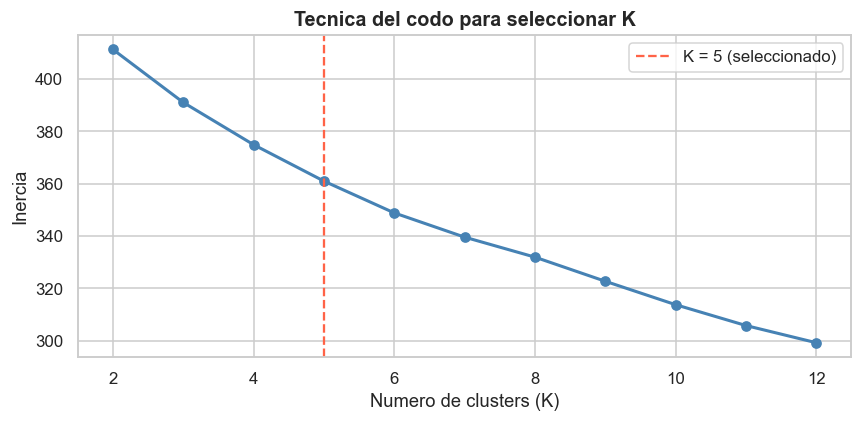 Tecnica del codo para seleccionar K
K = 5 (seleccionado)
400
380
360
340
320
300
Inercia
2 4 6 8 10 12
Numero de clusters (K)